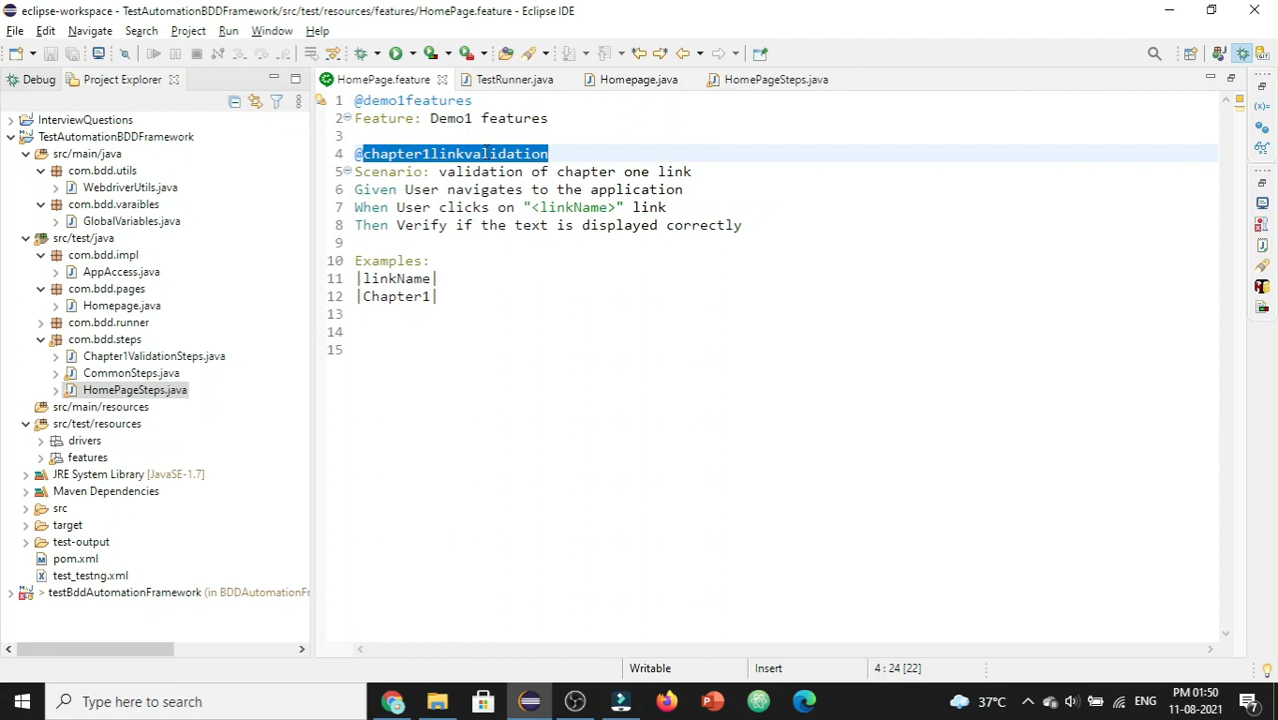 eclipse-workspace - TestAutomationBDDFramework/src/test/resources/features/HomePage.feature - Eclipse IDE
File Edit Navigate Search Project Run Window Help
Debug Project Explorer
HomePage.feature TestRunner.java Homepage.java HomePageSteps.java
InterviewQuestions
TestAutomationBDDFramework
src/main/java
com.bdd.utils
WebdriverUtils.java
com.bdd.varaibles
GlobalVariables.java
src/test/java
com.bdd.impl
AppAccess.java
com.bdd.pages
Homepage.java
com.bdd.runner
com.bdd.steps
Chapter1ValidationSteps.java
CommonSteps.java
HomePageSteps.java
src/main/resources
src/test/resources
drivers
features
JRE System Library [JavaSE-1.7]
Maven Dependencies
src
target
test-output
pom.xml
test_testng.xml
> testBddAutomationFramework (in BDDAutomationFr
1 @demo1features
2 Feature: Demo1 features
3
4 @chapter1linkvalidation
5 Scenario: validation of chapter one link
6 Given User navigates to the application
7 When User clicks on "<linkName>" link
8 Then Verify if the text is displayed correctly
9
10 Examples:
11 |linkName|
12 |Chapter1|
13
14
15
Writable Insert 4 : 24 [22]
Type here to search
37°C ENG
PM 01:50
11-08-2021
7